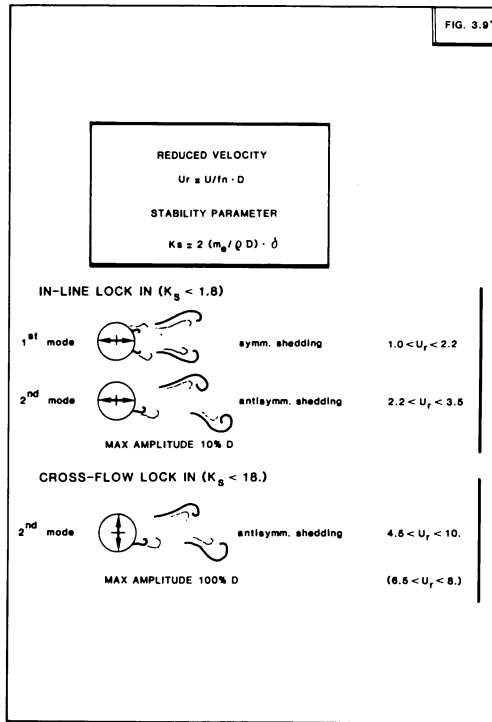 FIG. 3.9
REDUCED VELOCITY
Ur = U/fn · D
STABILITY PARAMETER
Ks = 2 (mₑ/ϱ D) · δ
IN-LINE LOCK IN (Kₛ < 1.8)
1ˢᵗ mode symm. shedding 1.0 < Uᵣ < 2.2
2ⁿᵈ mode antisymm. shedding 2.2 < Uᵣ < 3.5
MAX AMPLITUDE 10% D
CROSS-FLOW LOCK IN (Kₛ < 18.)
2ⁿᵈ mode antisymm. shedding 4.5 < Uᵣ < 10.
MAX AMPLITUDE 100% D (6.5 < Uᵣ < 8.)